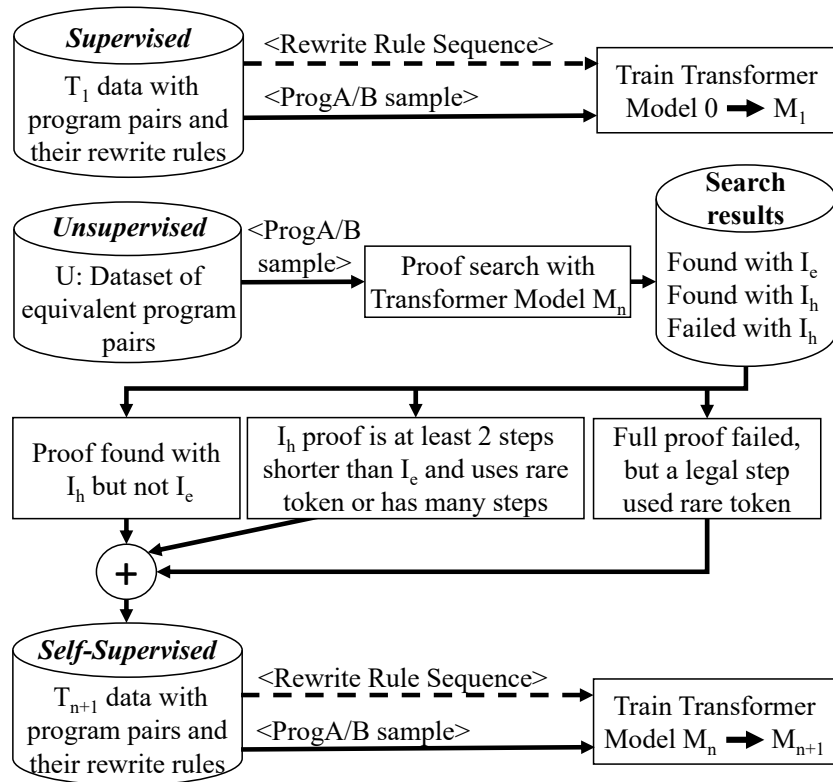 Supervised
T1 data with
program pairs and
their rewrite rules
<Rewrite Rule Sequence>
<ProgA/B sample>
Train Transformer
Model 0 → M1
Unsupervised
U: Dataset of
equivalent program
pairs
<ProgA/B
sample>
Proof search with
Transformer Model Mn
Search
results
Found with Ie
Found with Ih
Failed with Ih
Proof found with
Ih but not Ie
Ih proof is at least 2 steps
shorter than Ie and uses rare
token or has many steps
Full proof failed,
but a legal step
used rare token
+
Self-Supervised
Tn+1 data with
program pairs and
their rewrite rules
<Rewrite Rule Sequence>
<ProgA/B sample>
Train Transformer
Model Mn → Mn+1